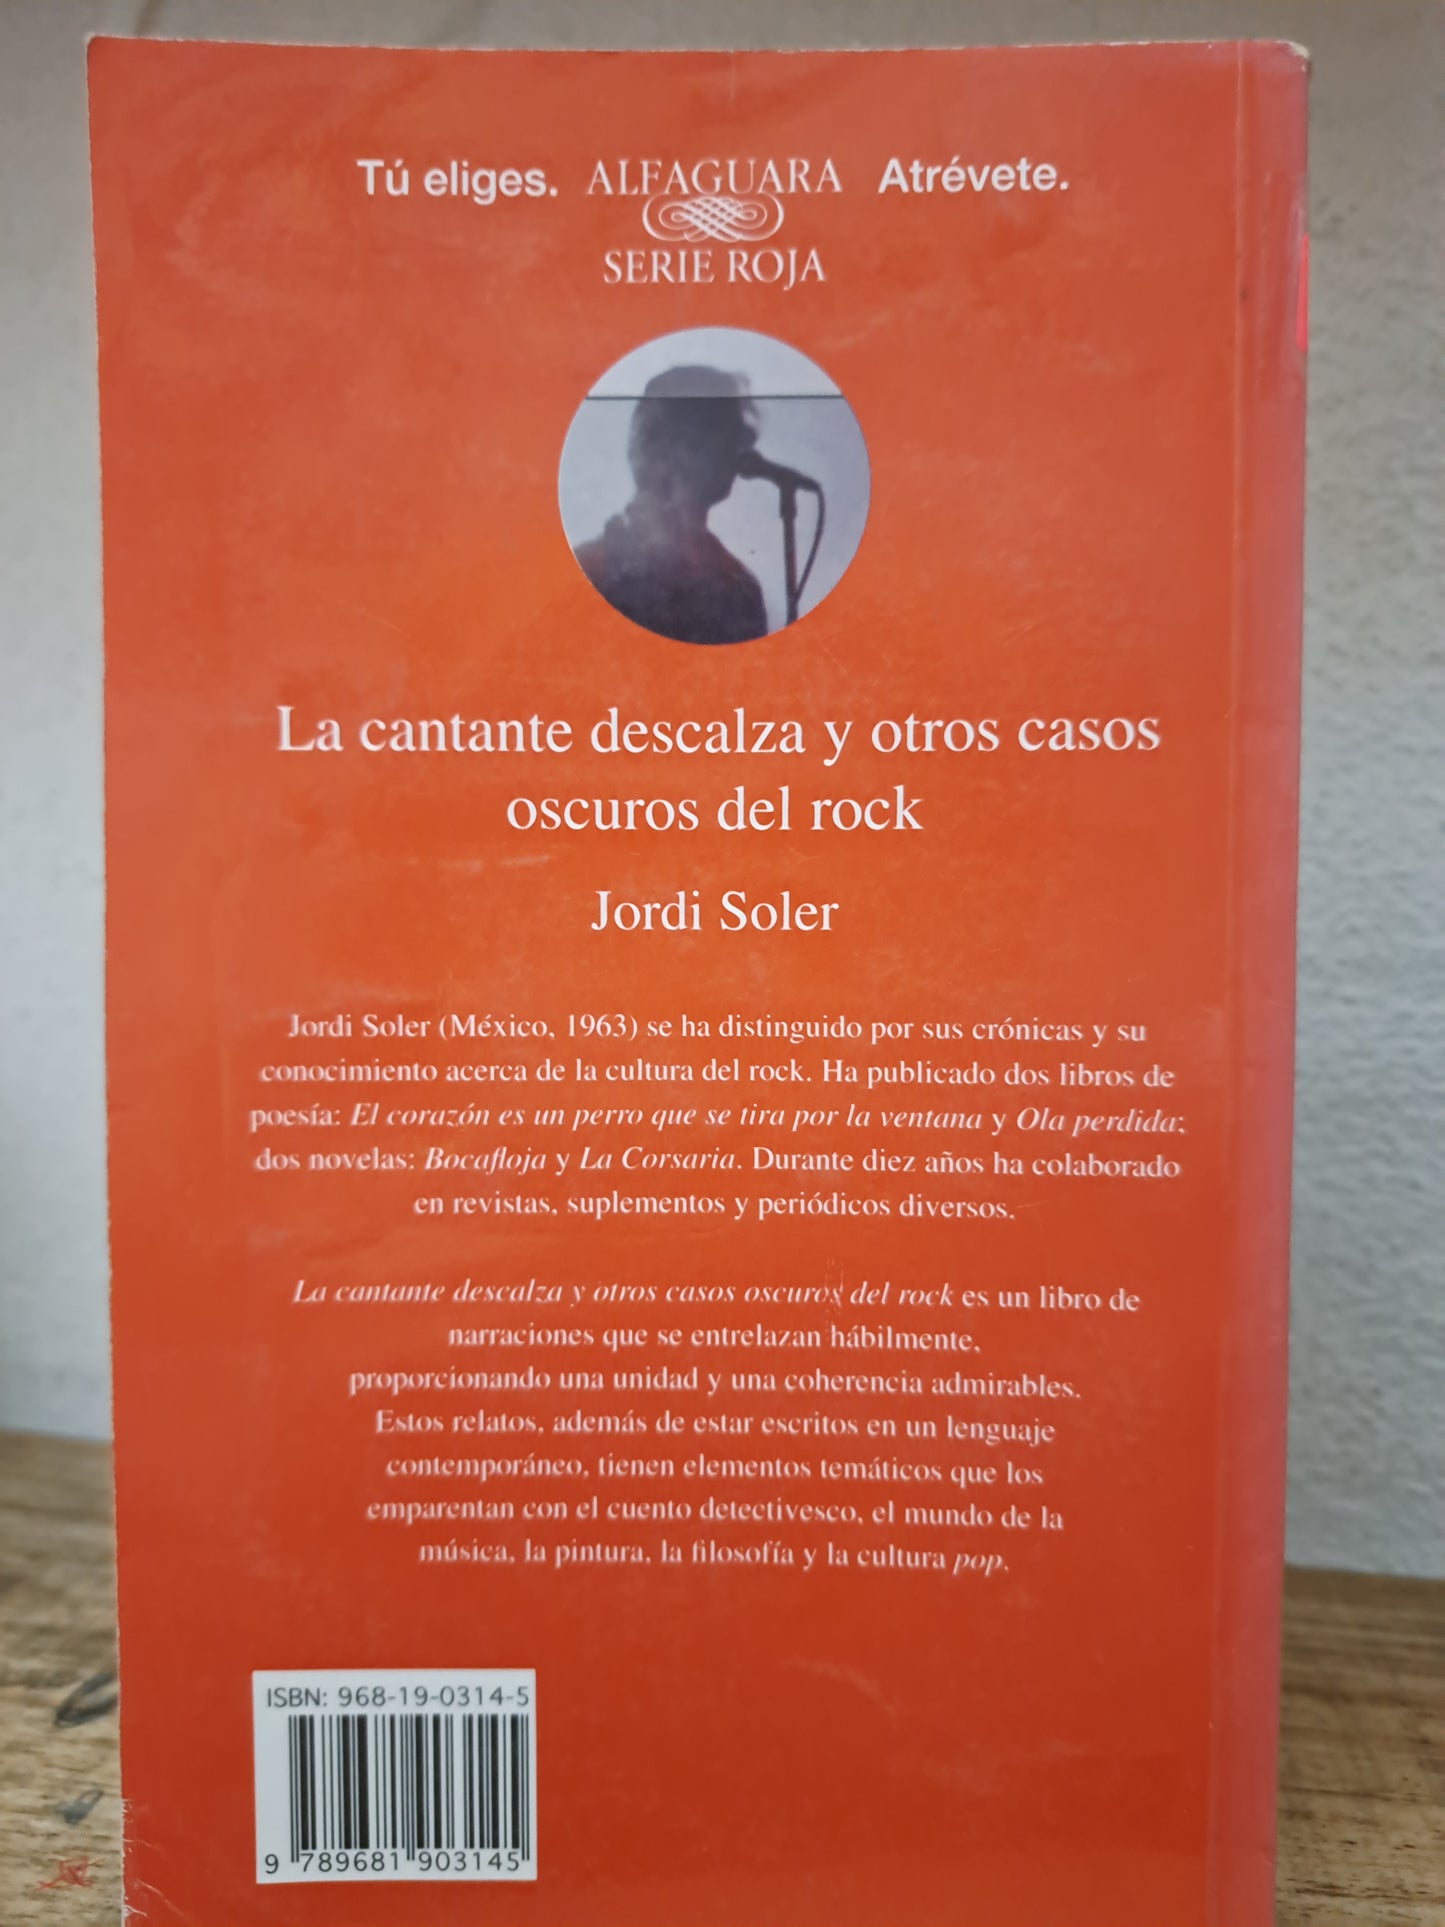 Tú eliges. ALFAGUARA Atrévete.
SERIE ROJA
La cantante descalza y otros casos
oscuros del rock
Jordi Soler
Jordi Soler (México, 1963) se ha distinguido por sus crónicas y su
conocimiento acerca de la cultura del rock. Ha publicado dos libros de
poesía: El corazón es un perro que se tira por la ventana y Ola perdida;
dos novelas: Bocafloja y La Corsaria. Durante diez años ha colaborado
en revistas, suplementos y periódicos diversos.
La cantante descalza y otros casos oscuros del rock es un libro de
narraciones que se entrelazan hábilmente,
proporcionando una unidad y una coherencia admirables.
Estos relatos, además de estar escritos en un lenguaje
contemporáneo, tienen elementos temáticos que los
emparentan con el cuento detectivesco, el mundo de la
música, la pintura, la filosofía y la cultura pop.
ISBN: 968-19-0314-5
9 789681 903145